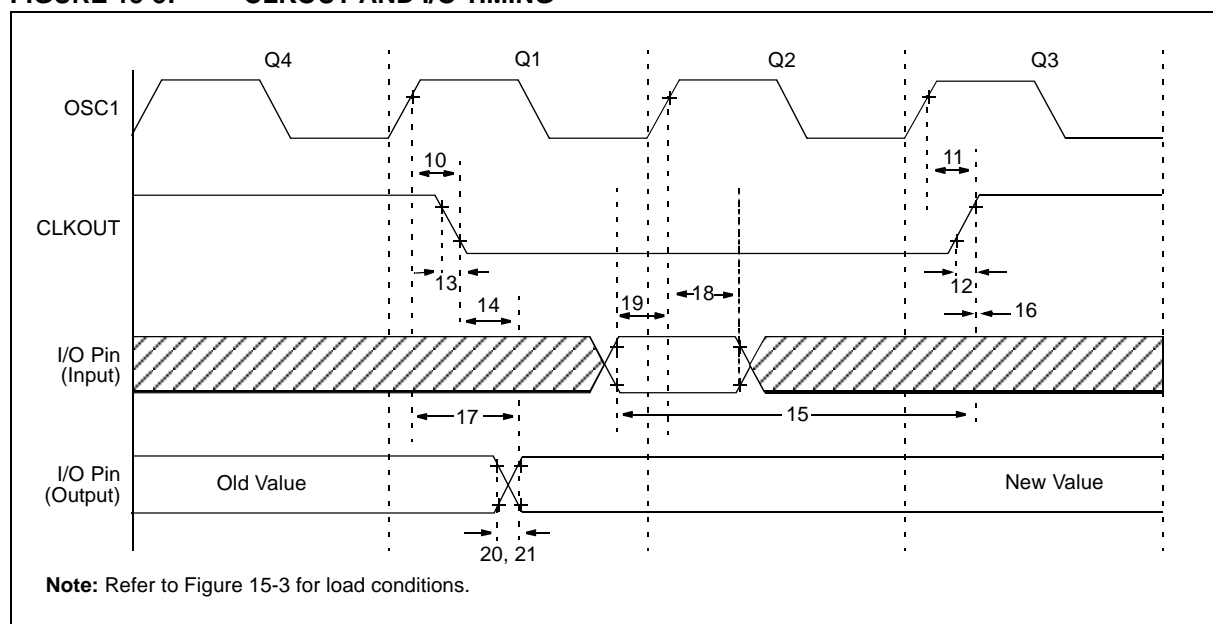 Q4 Q1 Q2 Q3
OSC1
10 11
CLKOUT
13 12
14 19 18 16
I/O Pin
(Input)
17 15
I/O Pin
(Output)
Old Value New Value
20, 21
Note: Refer to Figure 15-3 for load conditions.